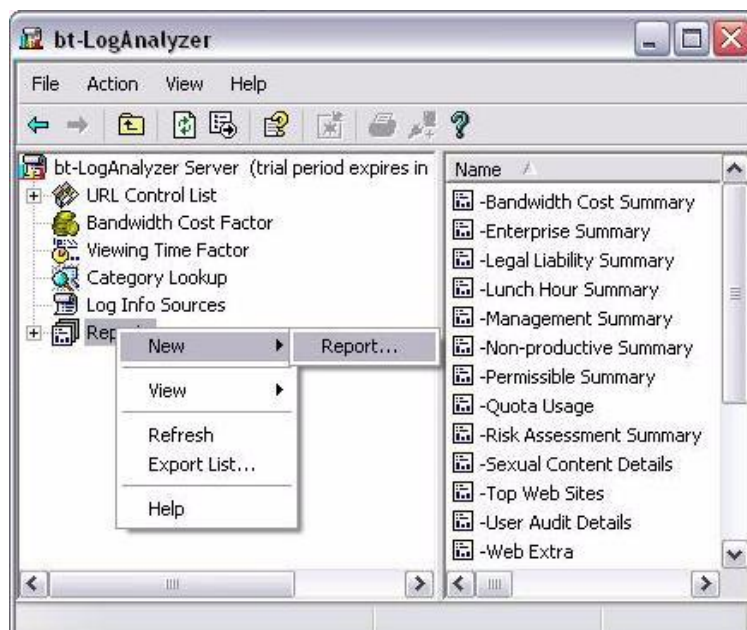 bt-LogAnalyzer
File Action View Help
bt-LogAnalyzer Server (trial period expires in
URL Control List
Bandwidth Cost Factor
Viewing Time Factor
Category Lookup
Log Info Sources
New
Report...
View
Refresh
Export List...
Help
Name
-Bandwidth Cost Summary
-Enterprise Summary
-Legal Liability Summary
-Lunch Hour Summary
-Management Summary
-Non-productive Summary
-Permissible Summary
-Quota Usage
-Risk Assessment Summary
-Sexual Content Details
-Top Web Sites
-User Audit Details
-Web Extra